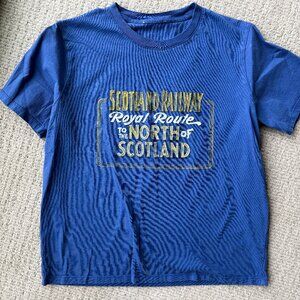 SCOTLAND RAILWAY
Royal Route
TO THE NORTH OF
SCOTLAND